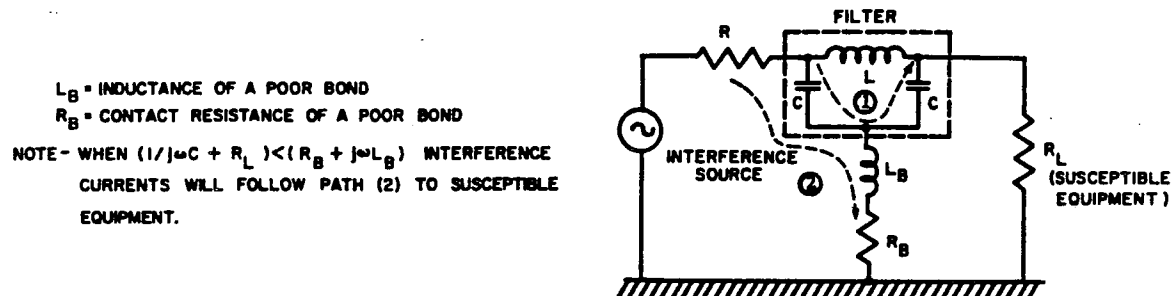 L_B = INDUCTANCE OF A POOR BOND
R_B = CONTACT RESISTANCE OF A POOR BOND
NOTE- WHEN (1/jωC + R_L)<(R_B + jωL_B) INTERFERENCE
CURRENTS WILL FOLLOW PATH (2) TO SUSCEPTIBLE
EQUIPMENT.
FILTER
R
L
C
①
C
INTERFERENCE
SOURCE
②
L_B
R_B
R_L
(SUSCEPTIBLE
EQUIPMENT)